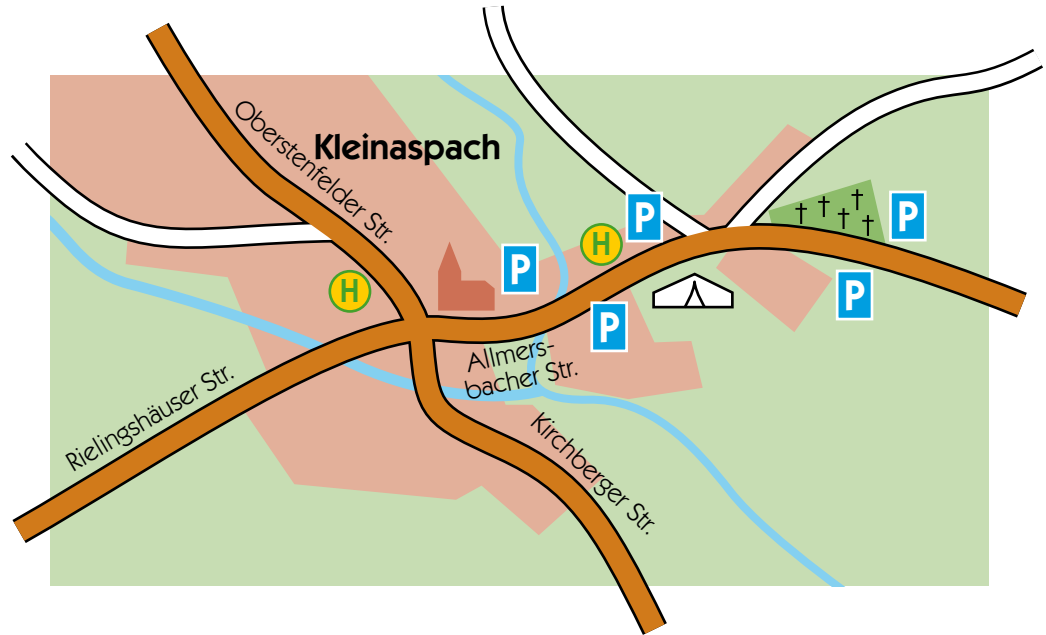 Oberstenfelder Str.
Kleinaspach
P
H
P
P
H
P
P
Allmers-
bacher Str.
Rielingshäuser Str.
Kirchberger Str.